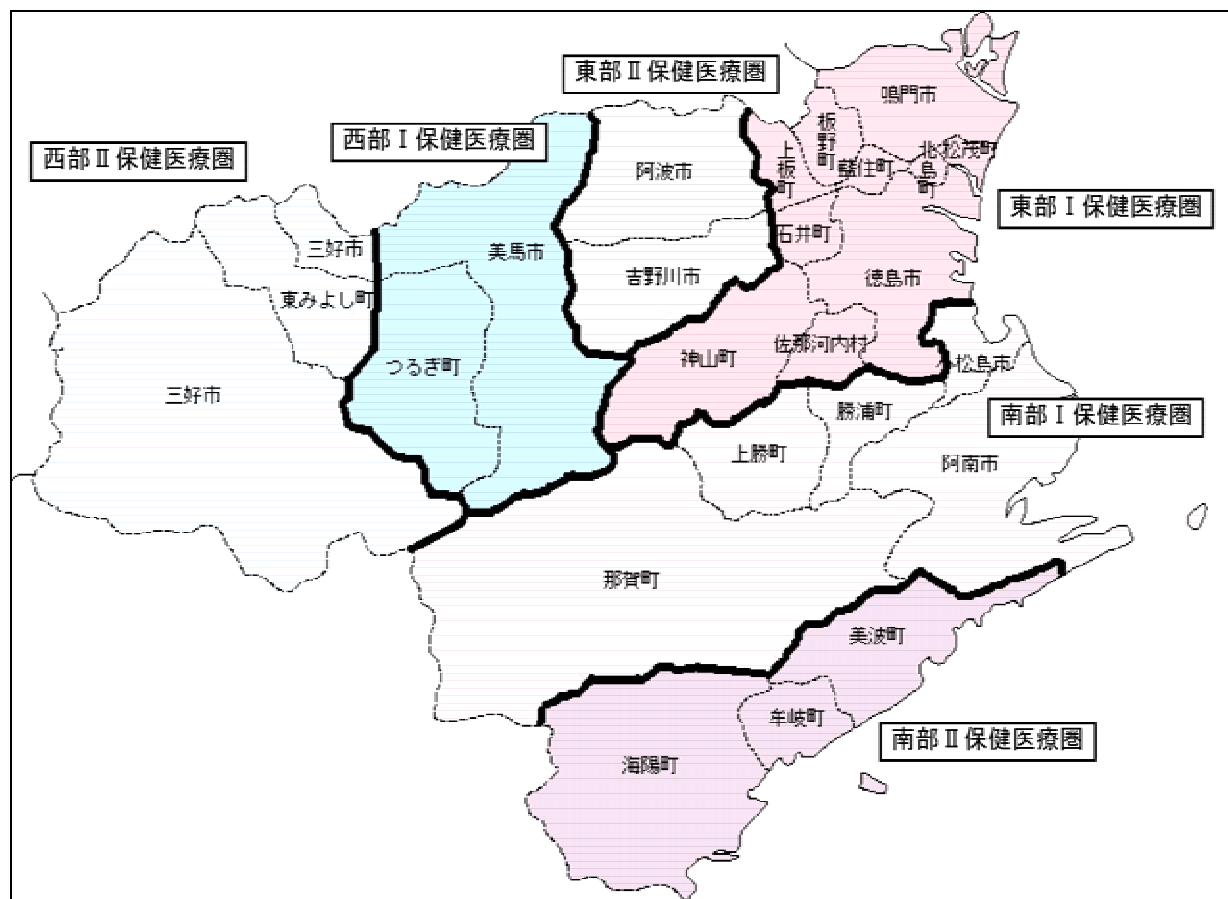 東部Ⅱ保健医療圏
鳴門市
板野町
西部Ⅰ保健医療圏
西部Ⅱ保健医療圏
上板町
藍住町
北島町
松茂町
阿波市
東部Ⅰ保健医療圏
石井町
三好市
美馬市
吉野川市
徳島市
東みよし町
佐那河内村
神山町
つるぎ町
松島市
三好市
勝浦町
南部Ⅰ保健医療圏
上勝町
阿南市
那賀町
美波町
牟岐町
南部Ⅱ保健医療圏
海陽町